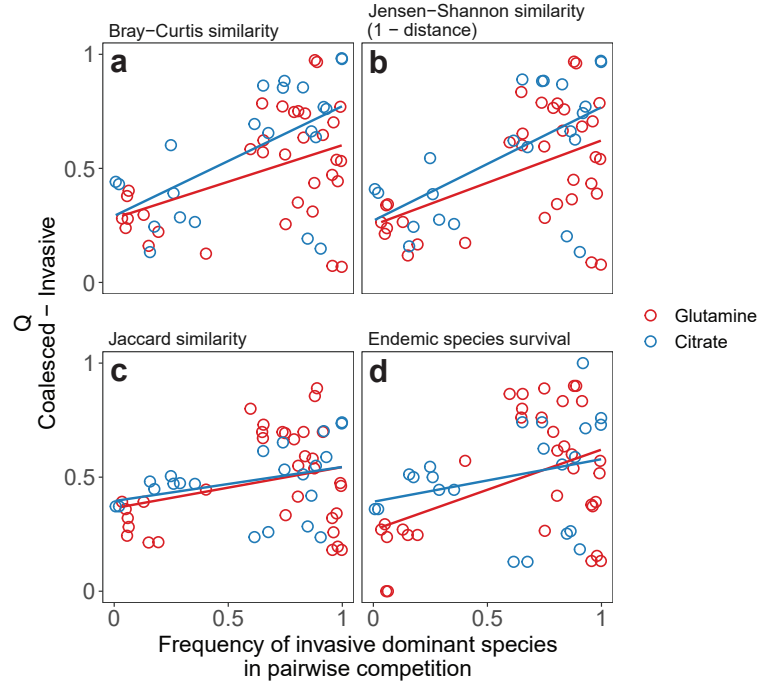 Bray−Curtis similarity
Jensen−Shannon similarity
(1 − distance)
a
b
1
0.5
0
Q
Coalesced − Invasive
Glutamine
Citrate
Jaccard similarity
Endemic species survival
c
d
1
0.5
0
0
0.5
1
0
0.5
1
Frequency of invasive dominant species
in pairwise competition